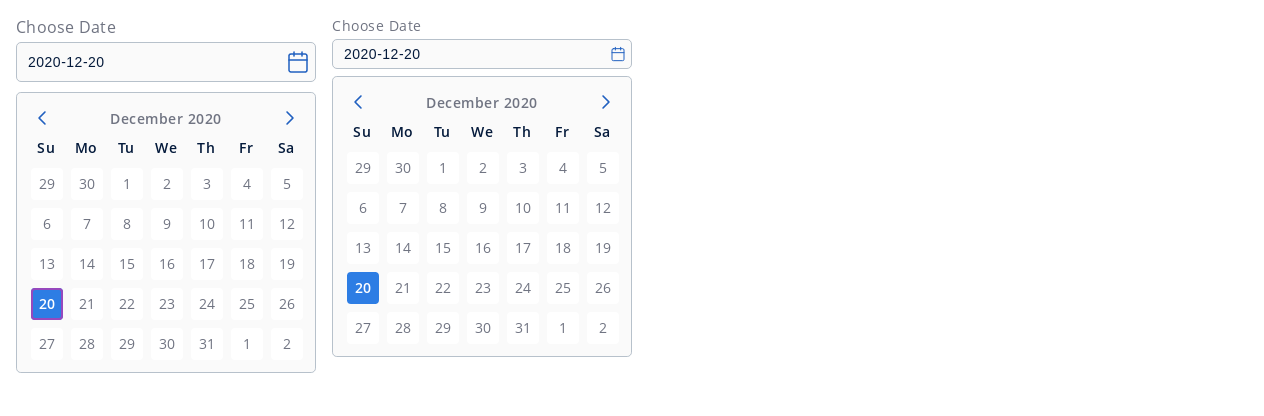 Choose Date
2020-12-20
December 2020
Su Mo Tu We Th Fr Sa
29 30 1 2 3 4 5
6 7 8 9 10 11 12
13 14 15 16 17 18 19
20 21 22 23 24 25 26
27 28 29 30 31 1 2
Choose Date
2020-12-20
December 2020
Su Mo Tu We Th Fr Sa
29 30 1 2 3 4 5
6 7 8 9 10 11 12
13 14 15 16 17 18 19
20 21 22 23 24 25 26
27 28 29 30 31 1 2